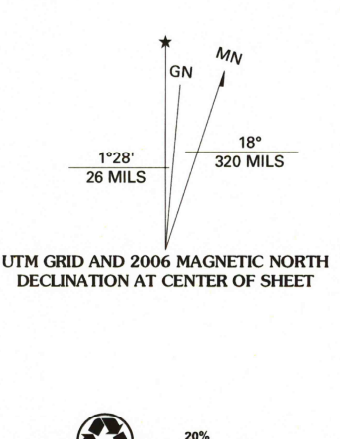 MN
GN
1°28'
26 MILS
18°
320 MILS
UTM GRID AND 2006 MAGNETIC NORTH
DECLINATION AT CENTER OF SHEET
20%